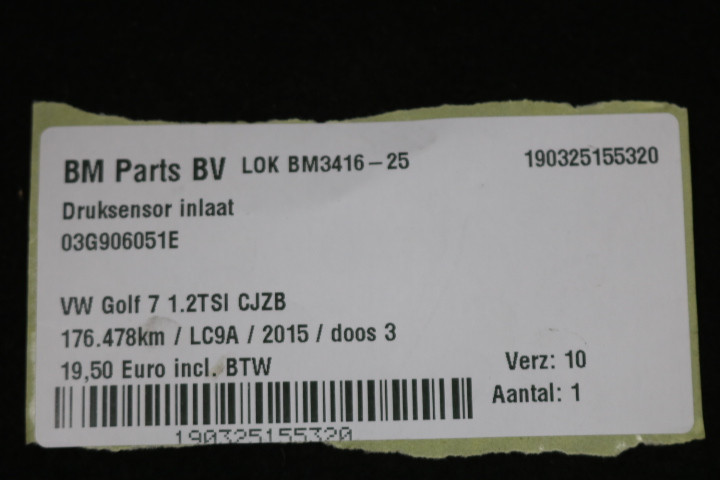 BM Parts BV LOK BM3416-25 190325155320
Druksensor inlaat
03G906051E
VW Golf 7 1.2TSI CJZB
176.478km / LC9A / 2015 / doos 3
19,50 Euro incl. BTW Verz: 10
Aantal: 1
190325155320